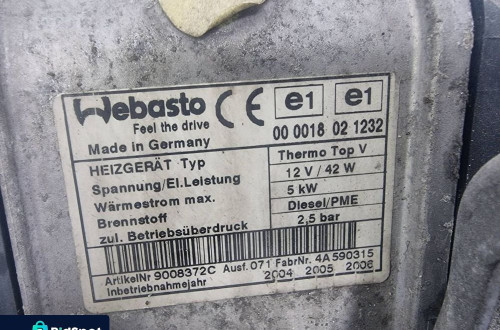 Webasto CE e1 e1
Feel the drive 00 0018 02 1232
Made in Germany
HEIZGERÄT Typ Thermo Top V
Spannung/El.Leistung 12 V / 42 W
Wärmestrom max. 5 kW
Brennstoff Diesel/PME
zul. Betriebsüberdruck 2,5 bar
ArtikelNr 9008372C Ausf. 071 FabrNr. 4A590315
Inbetriebnahmejahr 2004 2005 2006
BidSpot